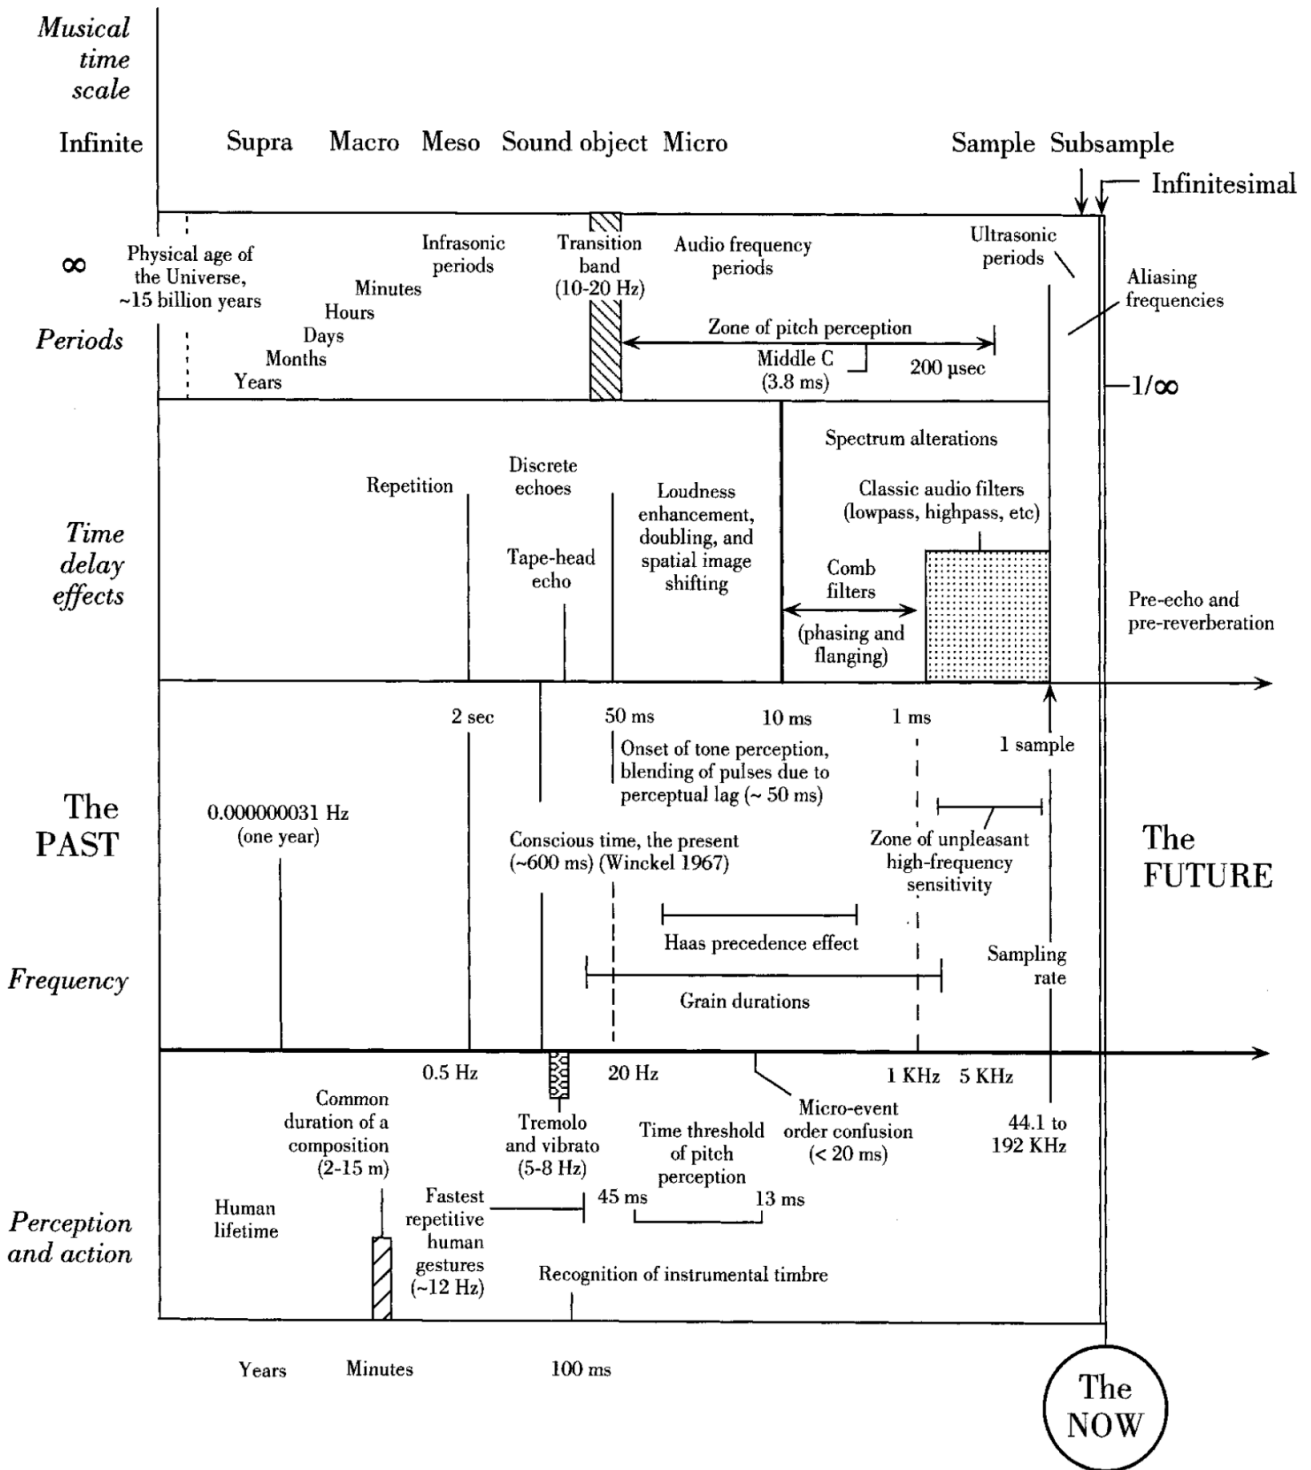 Musical
time
scale
Infinite Supra Macro Meso Sound object Micro Sample Subsample
Infinitesimal
∞
Periods
Physical age of
the Universe,
~15 billion years
Years
Months
Days
Hours
Minutes
Infrasonic
periods
Transition
band
(10-20 Hz)
Audio frequency
periods
Zone of pitch perception
Middle C
(3.8 ms)
200 µsec
Ultrasonic
periods
Aliasing
frequencies
1/∞
Time
delay
effects
Repetition
Discrete
echoes
Tape-head
echo
Loudness
enhancement,
doubling, and
spatial image
shifting
Spectrum alterations
Classic audio filters
(lowpass, highpass, etc)
Comb
filters
(phasing and
flanging)
Pre-echo and
pre-reverberation
2 sec 50 ms 10 ms 1 ms
1 sample
Onset of tone perception,
blending of pulses due to
perceptual lag (~ 50 ms)
The
PAST
0.000000031 Hz
(one year)
Conscious time, the present
(~600 ms) (Winckel 1967)
Zone of unpleasant
high-frequency
sensitivity
The
FUTURE
Haas precedence effect
Frequency
Grain durations
Sampling
rate
0.5 Hz 20 Hz 1 KHz 5 KHz
44.1 to
192 KHz
Common
duration of a
composition
(2-15 m)
Tremolo
and vibrato
(5-8 Hz)
Time threshold
of pitch
perception
45 ms 13 ms
Micro-event
order confusion
(< 20 ms)
Perception
and action
Human
lifetime
Fastest
repetitive
human
gestures
(~12 Hz)
Recognition of instrumental timbre
Years Minutes 100 ms
The
NOW